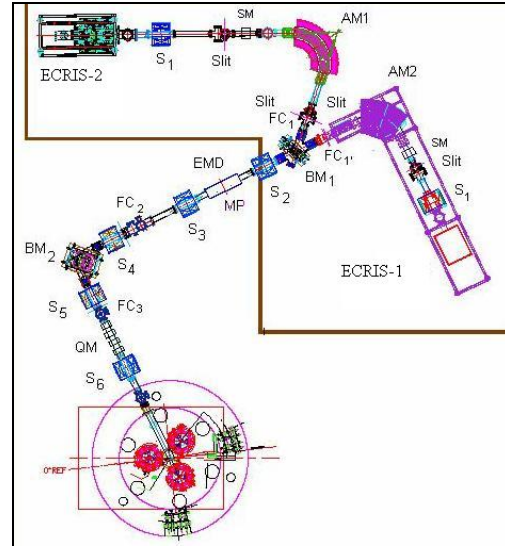 SM
AM1
ECRIS-2
S1
Slit
AM2
Slit
Slit
FC1
FC1'
SM
Slit
S1
EMD
BM1
S2
MP
FC2
S3
BM2
S4
ECRIS-1
S5
FC3
QM
S6
0°REF